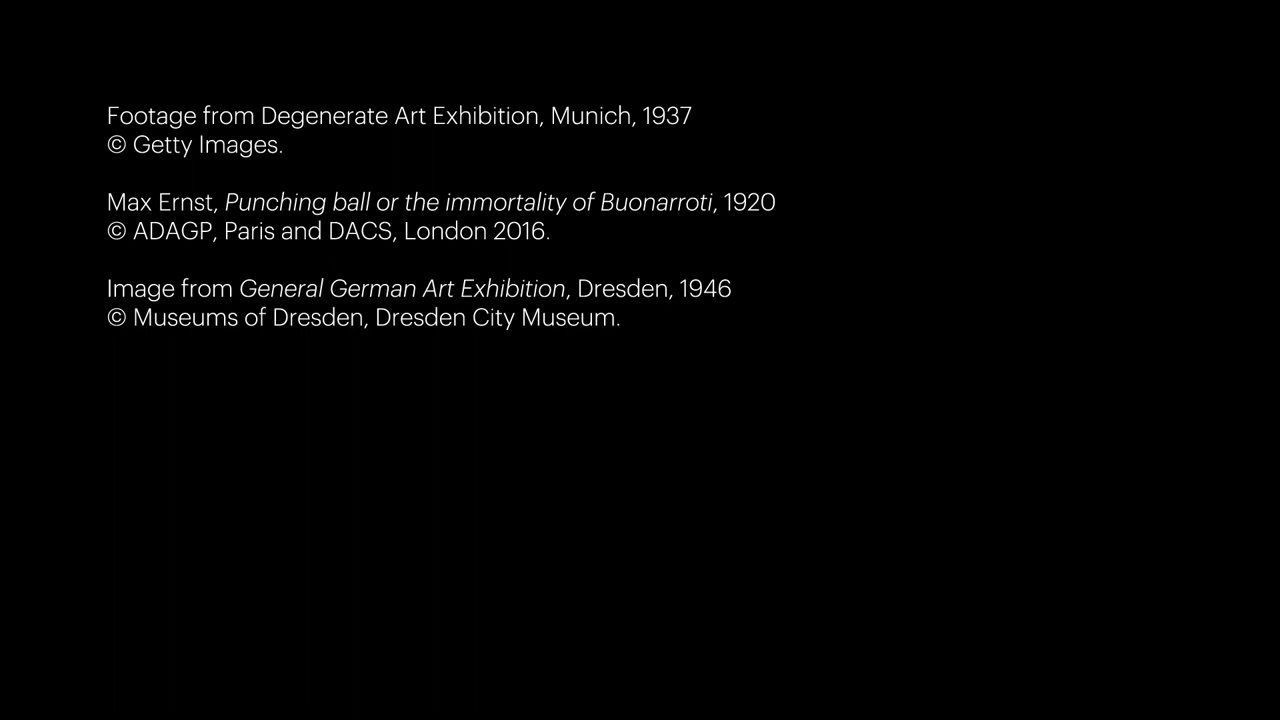 Footage from Degenerate Art Exhibition, Munich, 1937
© Getty Images.
Max Ernst, Punching ball or the immortality of Buonarroti, 1920
© ADAGP, Paris and DACS, London 2016.
Image from General German Art Exhibition, Dresden, 1946
© Museums of Dresden, Dresden City Museum.